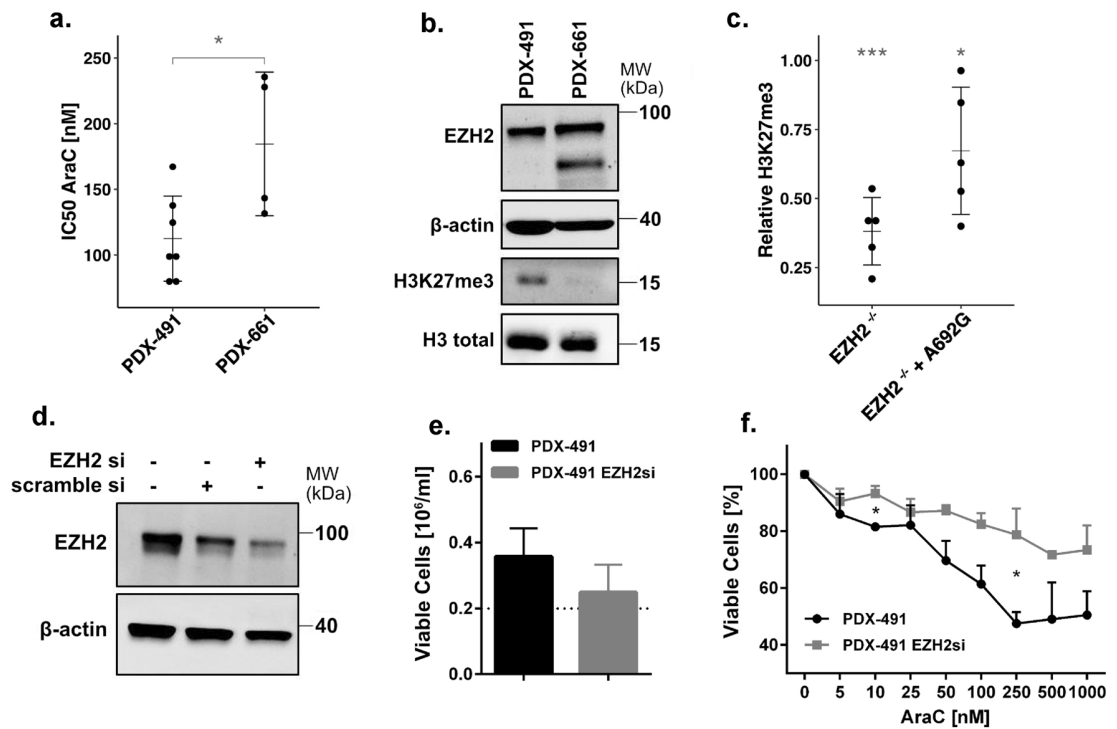 a.
*
250
200
150
100
IC50 AraC [nM]
PDX-491
PDX-661
b.
PDX-491
PDX-661
MW
(kDa)
EZH2
100
β-actin
40
H3K27me3
15
H3 total
15
c.
***
*
1.00
0.75
0.50
0.25
Relative H3K27me3
EZH2-/-
EZH2 -/- + A692G
d.
EZH2 si - - +
scramble si - + -
MW
(kDa)
EZH2
100
β-actin
40
e.
PDX-491
PDX-491 EZH2si
0.6
0.4
0.2
0.0
Viable Cells [10⁶/ml]
f.
100
80
60
40
Viable Cells [%]
*
*
PDX-491
PDX-491 EZH2si
0 5 10 25 50 100 250 500 1000
AraC [nM]